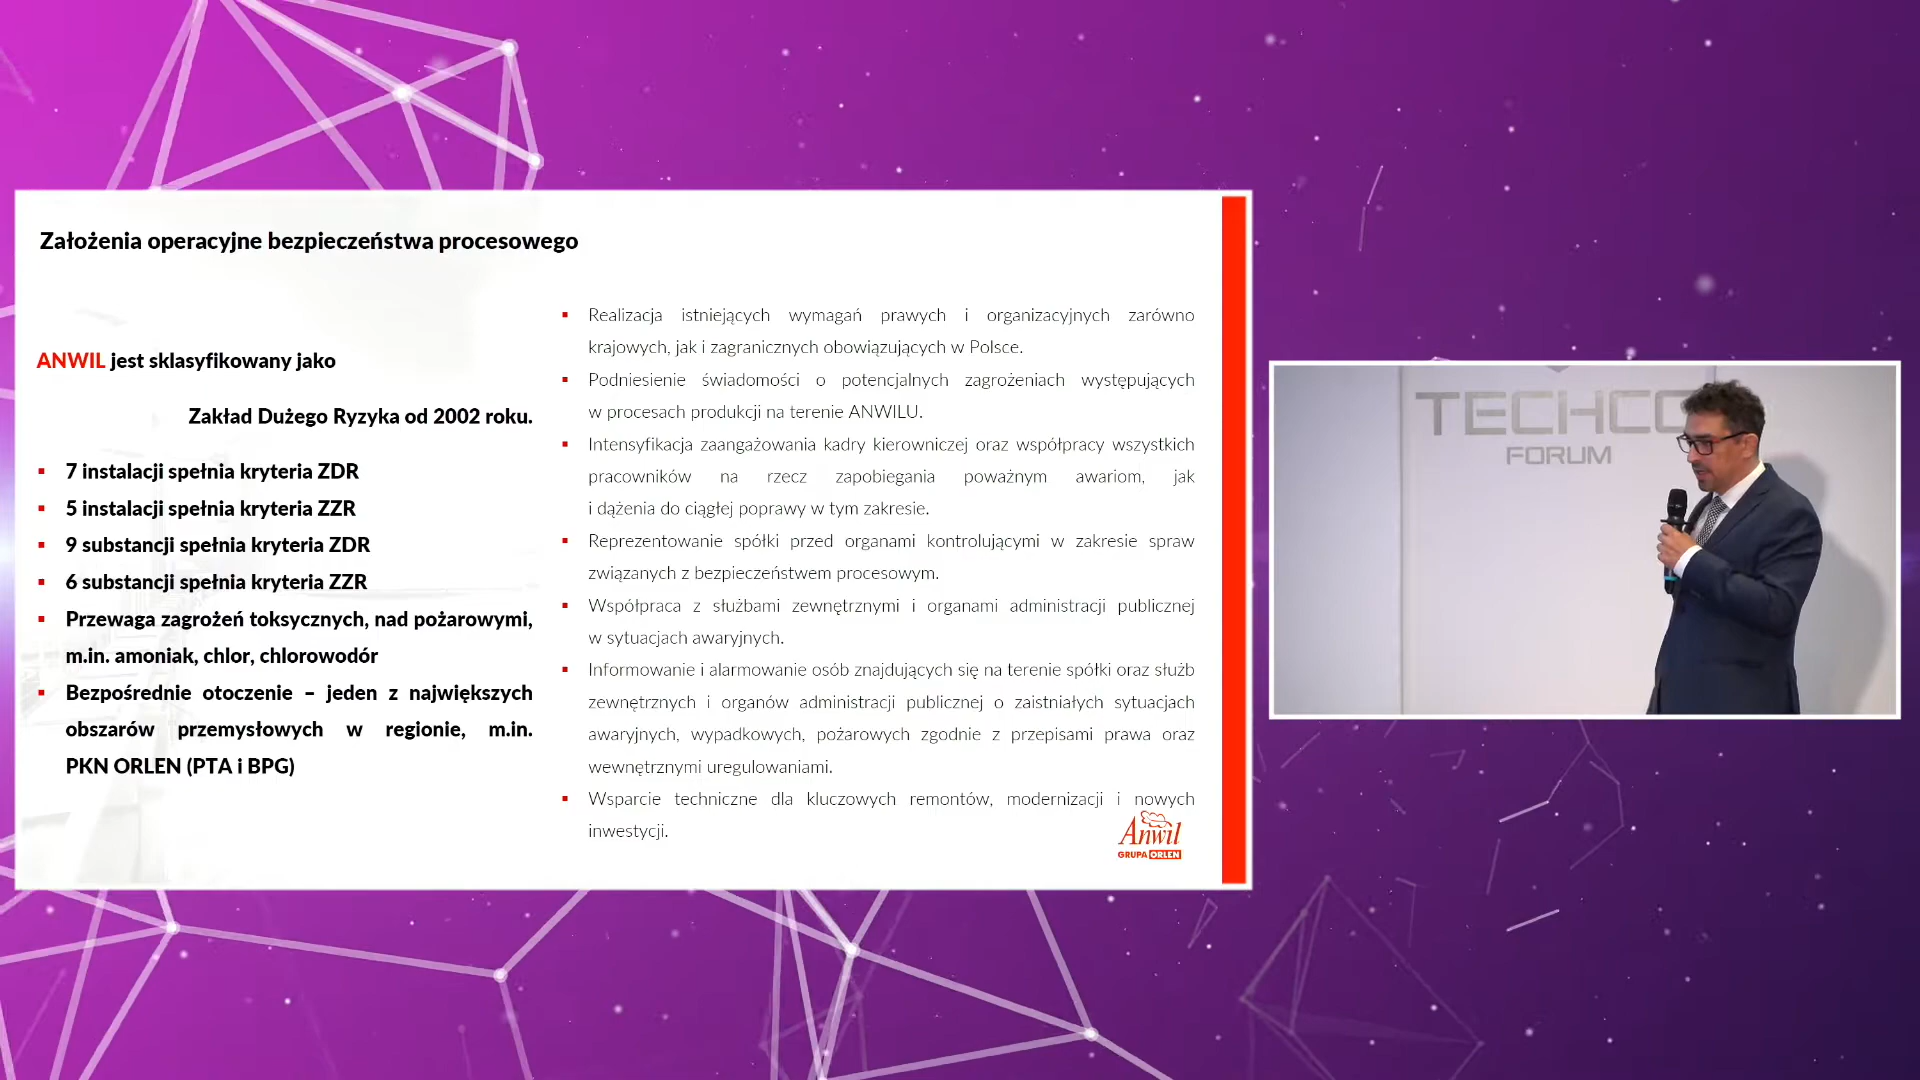 Założenia operacyjne bezpieczeństwa procesowego
ANWIL jest sklasyfikowany jako
Zakład Dużego Ryzyka od 2002 roku.
▪ 7 instalacji spełnia kryteria ZDR
▪ 5 instalacji spełnia kryteria ZZR
▪ 9 substancji spełnia kryteria ZDR
▪ 6 substancji spełnia kryteria ZZR
▪ Przewaga zagrożeń toksycznych, nad pożarowymi,
m.in. amoniak, chlor, chlorowodór
▪ Bezpośrednie otoczenie – jeden z największych
obszarów przemysłowych w regionie, m.in.
PKN ORLEN (PTA i BPG)
▪ Realizacja istniejących wymagań prawych i organizacyjnych zarówno
krajowych, jak i zagranicznych obowiązujących w Polsce.
▪ Podniesienie świadomości o potencjalnych zagrożeniach występujących
w procesach produkcji na terenie ANWILU.
▪ Intensyfikacja zaangażowania kadry kierowniczej oraz współpracy wszystkich
pracowników na rzecz zapobiegania poważnym awariom, jak
i dążenia do ciągłej poprawy w tym zakresie.
▪ Reprezentowanie spółki przed organami kontrolującymi w zakresie spraw
związanych z bezpieczeństwem procesowym.
▪ Współpraca z służbami zewnętrznymi i organami administracji publicznej
w sytuacjach awaryjnych.
▪ Informowanie i alarmowanie osób znajdujących się na terenie spółki oraz służb
zewnętrznych i organów administracji publicznej o zaistniałych sytuacjach
awaryjnych, wypadkowych, pożarowych zgodnie z przepisami prawa oraz
wewnętrznymi uregulowaniami.
▪ Wsparcie techniczne dla kluczowych remontów, modernizacji i nowych
inwestycji.
Anwil
GRUPA ORLEN
TECHCO
FORUM